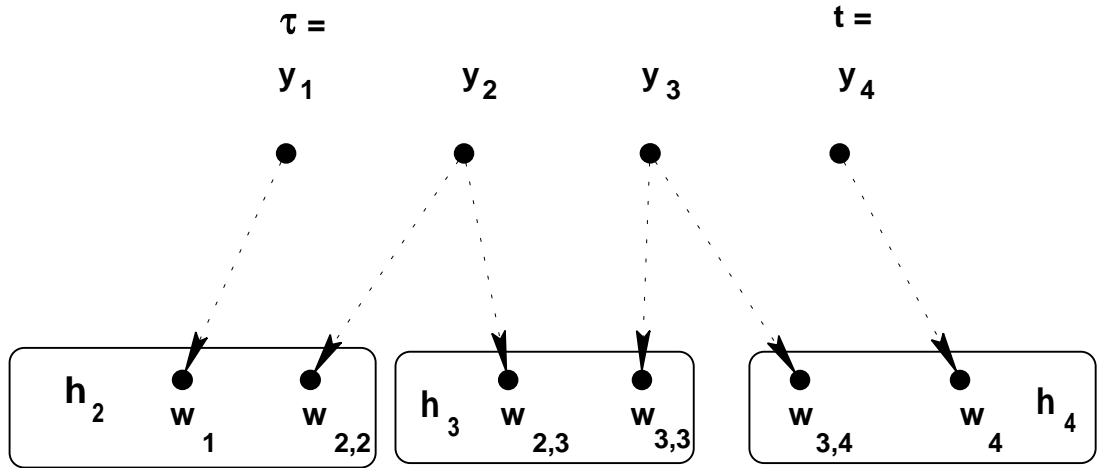 τ = t =
y1 y2 y3 y4
h2 w1 w2,2 h3 w2,3 w3,3 w3,4 w4 h4